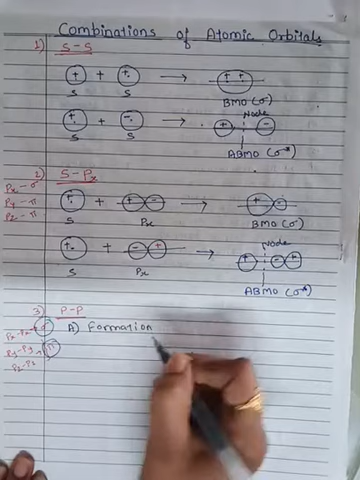 Combinations of Atomic Orbitals
1) S-S
+ + +. → + +
S S BMO (σ)
Node
+. + -. → + -
S S ABMO (σ*)
2) S-Px
Px - σ
Py - π
Pz - π
+. + + - → + -
S Px BMO (σ)
Node
+. + - + → + - +
S Px ABMO (σ*)
3) P-P
Px-Px → σ
A) Formation
Py-Py → π
Pz-Pz